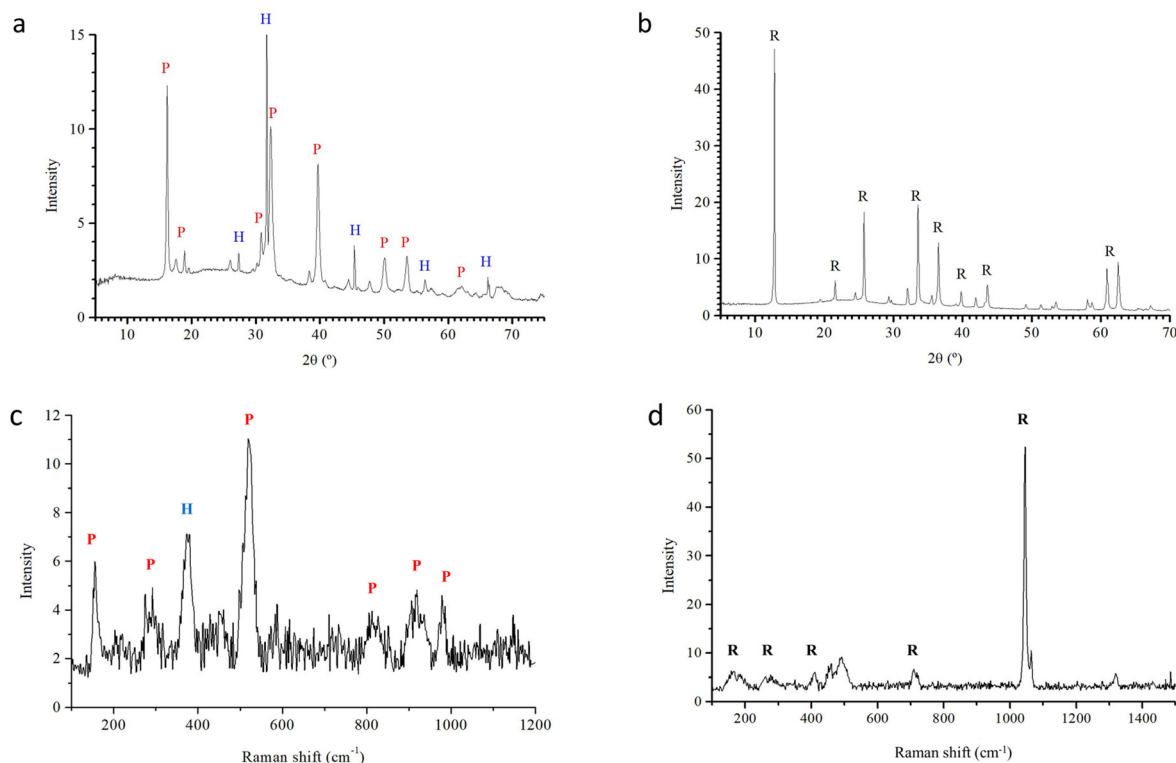 a
15
10
5
0
Intensity
P
P
H
P
H
P
P
H
P
P
H
P
H
10
20
30
40
50
60
70
2θ (º)
b
50
40
30
20
10
0
Intensity
R
R
R
R
R
R
R
R
10
20
30
40
50
60
70
2θ (º)
c
12
10
8
6
4
2
0
Intensity
P
P
H
P
P
P
P
200
400
600
800
1000
1200
Raman shift (cm⁻¹)
d
60
50
40
30
20
10
0
Intensity
R
R
R
R
R
200
400
600
800
1000
1200
1400
Raman shift (cm⁻¹)